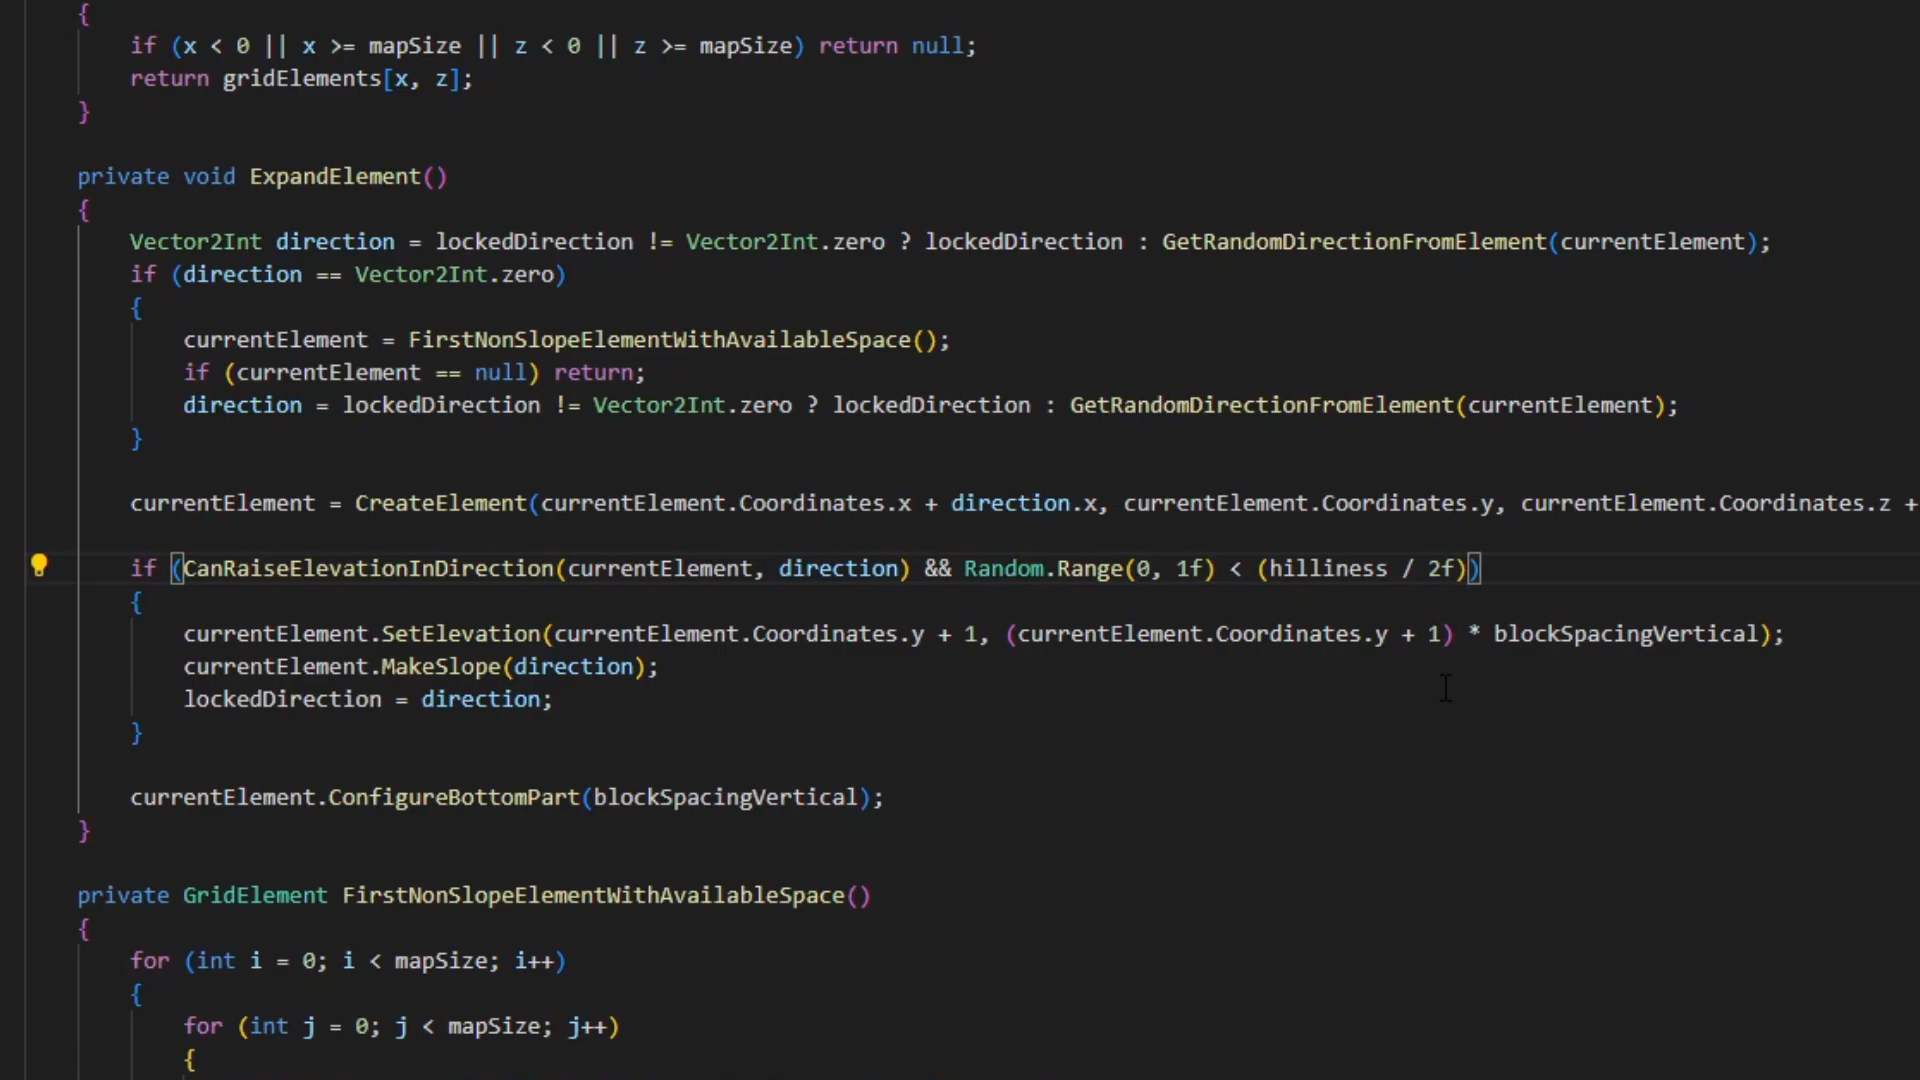 {
if (x < 0 || x >= mapSize || z < 0 || z >= mapSize) return null;
return gridElements[x, z];
}
private void ExpandElement()
{
Vector2Int direction = lockedDirection != Vector2Int.zero ? lockedDirection : GetRandomDirectionFromElement(currentElement);
if (direction == Vector2Int.zero)
{
currentElement = FirstNonSlopeElementWithAvailableSpace();
if (currentElement == null) return;
direction = lockedDirection != Vector2Int.zero ? lockedDirection : GetRandomDirectionFromElement(currentElement);
}
currentElement = CreateElement(currentElement.Coordinates.x + direction.x, currentElement.Coordinates.y, currentElement.Coordinates.z +
if (CanRaiseElevationInDirection(currentElement, direction) && Random.Range(0, 1f) < (hilliness / 2f))
{
currentElement.SetElevation(currentElement.Coordinates.y + 1, (currentElement.Coordinates.y + 1) * blockSpacingVertical);
currentElement.MakeSlope(direction);
lockedDirection = direction;
}
currentElement.ConfigureBottomPart(blockSpacingVertical);
}
private GridElement FirstNonSlopeElementWithAvailableSpace()
{
for (int i = 0; i < mapSize; i++)
{
for (int j = 0; j < mapSize; j++)
{